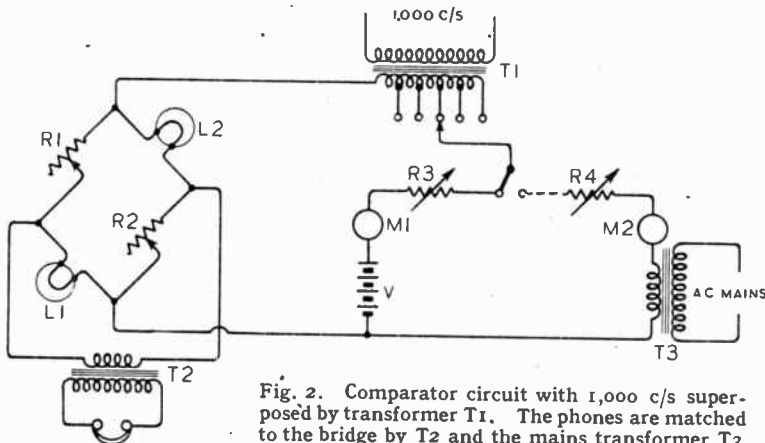 1,000 C/S
T1
R1
L2
R3
R4
R2
M1
M2
L1
V
AC MAINS
T3
T2
Fig. 2. Comparator circuit with 1,000 c/s super-
posed by transformer T1. The phones are matched
to the bridge by T2 and the mains transformer T3